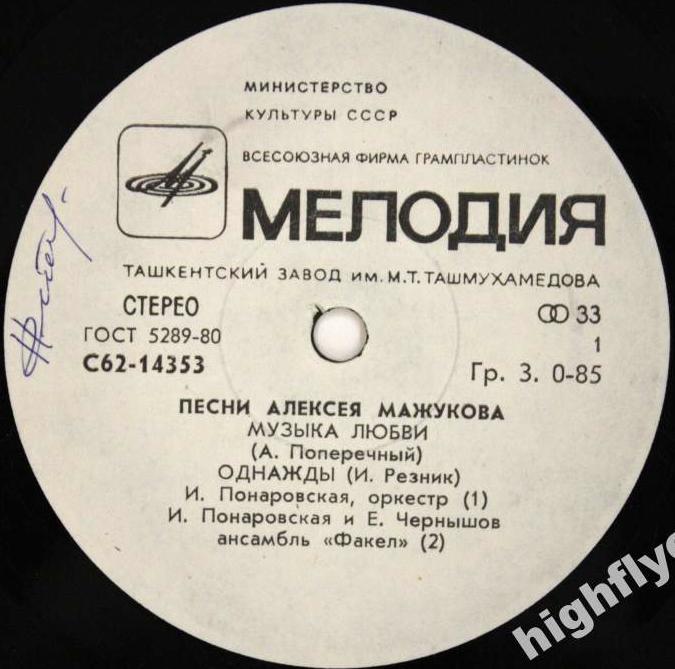 МИНИСТЕРСТВО
КУЛЬТУРЫ СССР
ВСЕСОЮЗНАЯ ФИРМА ГРАМПЛАСТИНОК
МЕЛОДИЯ
ТАШКЕНТСКИЙ ЗАВОД ИМ. М.Т. ТАШМУХАМЕДОВА
СТЕРЕО 33
ГОСТ 5289-80 1
С62-14353 Гр. 3. 0-85
ПЕСНИ АЛЕКСЕЯ МАЖУКОВА
МУЗЫКА ЛЮБВИ
(А. Поперечный)
ОДНАЖДЫ (И. Резник)
И. Понаровская, оркестр (1)
И. Понаровская и Е. Чернышов
ансамбль «Факел» (2)